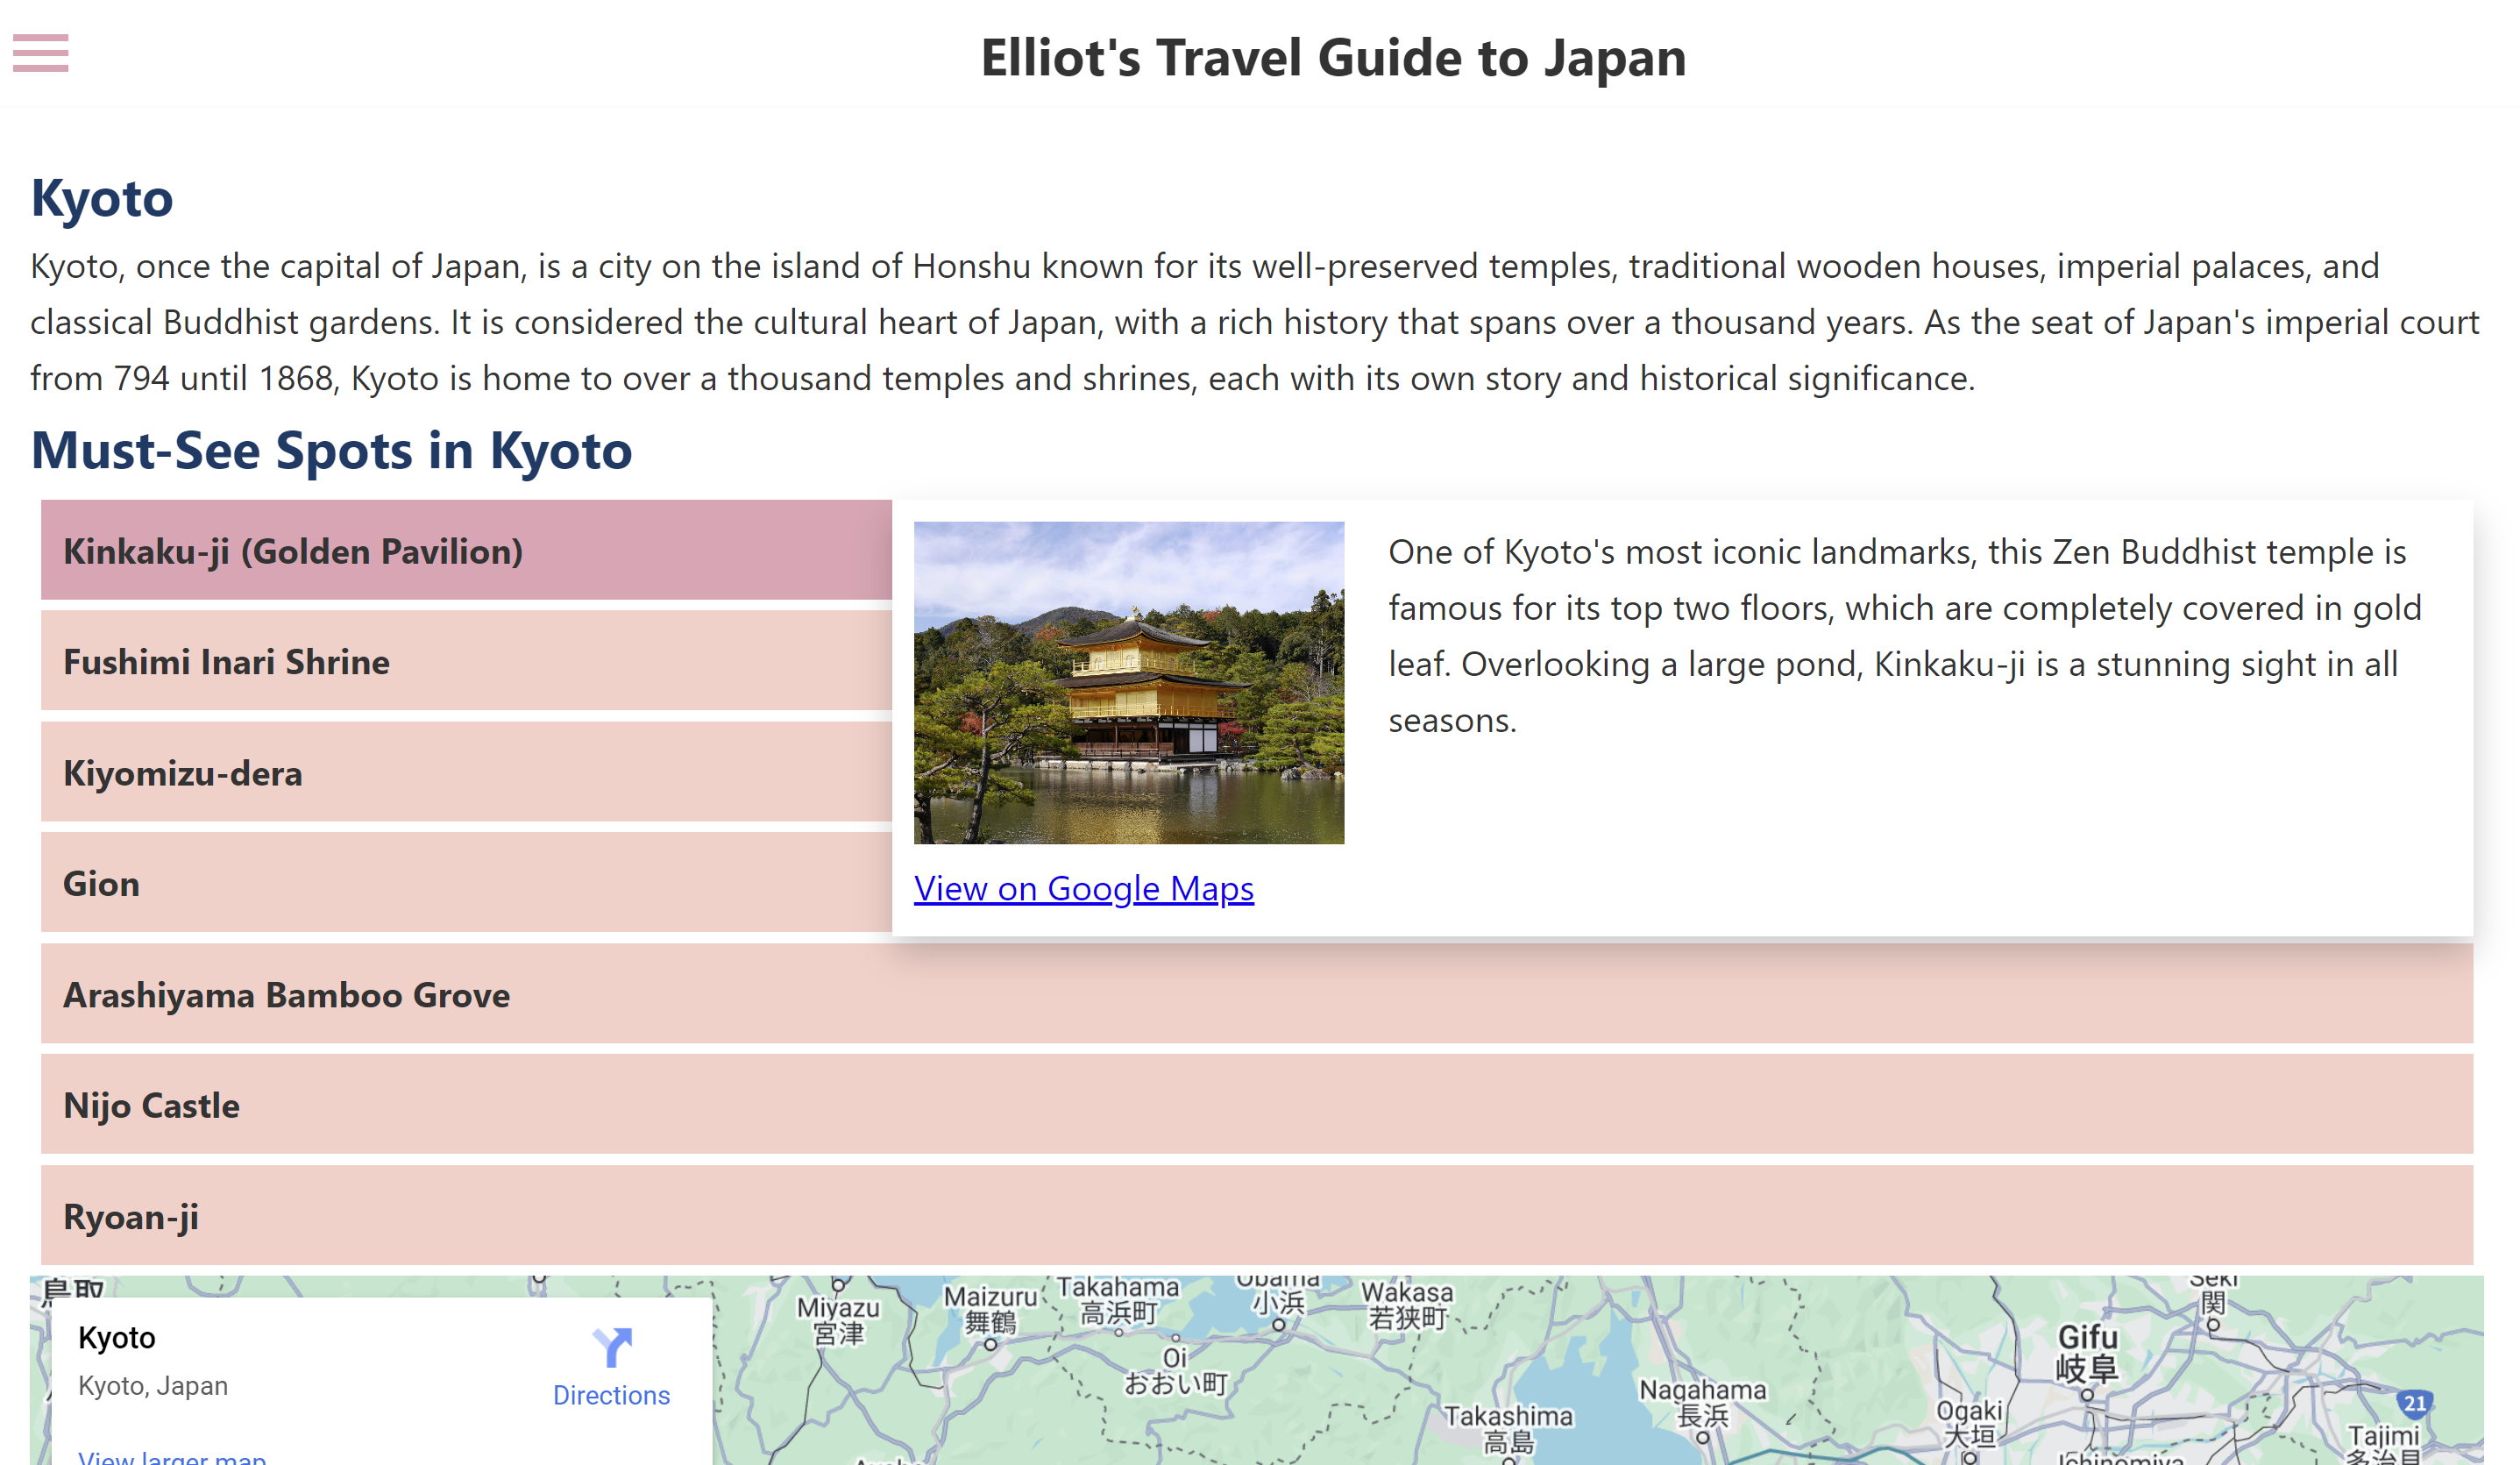 Elliot's Travel Guide to Japan
Kyoto
Kyoto, once the capital of Japan, is a city on the island of Honshu known for its well-preserved temples, traditional wooden houses, imperial palaces, and
classical Buddhist gardens. It is considered the cultural heart of Japan, with a rich history that spans over a thousand years. As the seat of Japan's imperial court
from 794 until 1868, Kyoto is home to over a thousand temples and shrines, each with its own story and historical significance.
Must-See Spots in Kyoto
Kinkaku-ji (Golden Pavilion)
Fushimi Inari Shrine
Kiyomizu-dera
Gion
Arashiyama Bamboo Grove
Nijo Castle
Ryoan-ji
One of Kyoto's most iconic landmarks, this Zen Buddhist temple is
famous for its top two floors, which are completely covered in gold
leaf. Overlooking a large pond, Kinkaku-ji is a stunning sight in all
seasons.
View on Google Maps
鳥取
Kyoto
Kyoto, Japan
Directions
View larger map
Miyazu
宮津
Maizuru
舞鶴
Takahama
高浜町
Oi
おおい町
Obama
小浜
Wakasa
若狭町
Takashima
高島
Nagahama
長浜
Seki
関
Gifu
岐阜
Ogaki
大垣
21
Ichinomiya
Tajimi
多治見